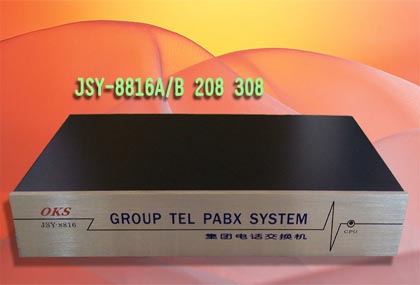 JSY-8816A/B 208 308
OKS
JSY-8816
GROUP TEL PABX SYSTEM
集团电话交换机
CPU